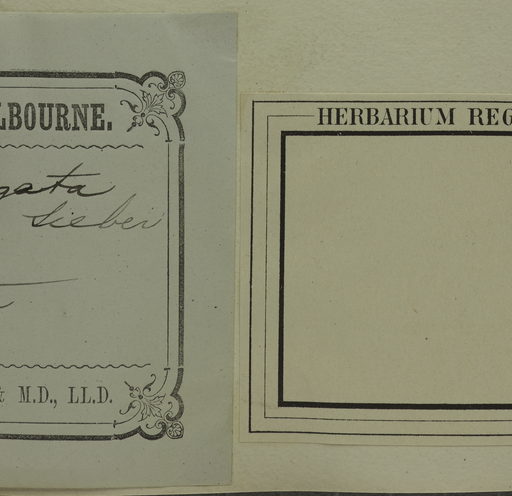 LBOURNE.
gata
Sieber
& M.D., LL.D.
HERBARIUM REG